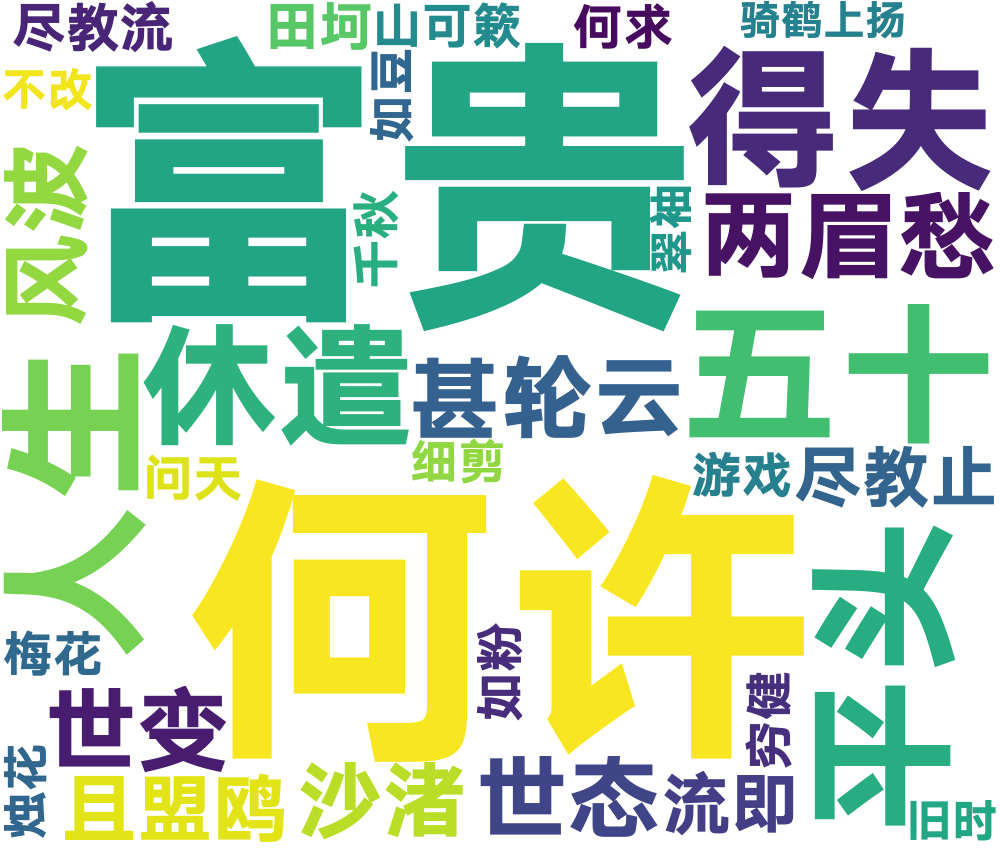 尽教流
田坷山可簌
何求
骑鹤上扬
不改
富贵
如豆
得失
风波
千秋
翠袖
两眉愁
人生
休遣
甚轮云
五十
问天
细剪
游戏
尽教止
何许
平头
梅花
如粉
世变
穷健
烛花
且盟鸥
沙渚
世态
流即
旧时